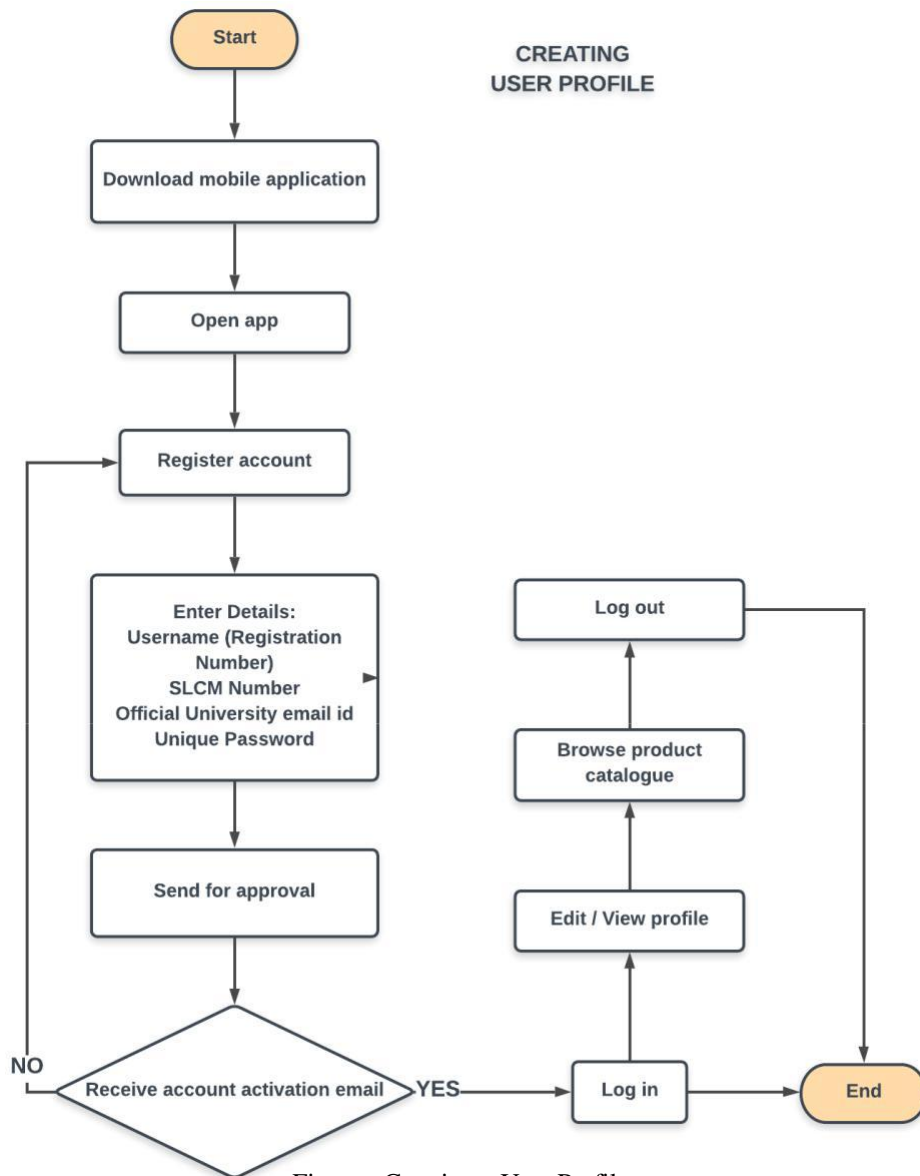 Start
CREATING
USER PROFILE
Download mobile application
Open app
Register account
Enter Details:
Username (Registration
Number)
SLCM Number
Official University email id
Unique Password
Send for approval
Receive account activation email
NO
YES
Log out
Browse product
catalogue
Edit / View profile
Log in
End
User Profile